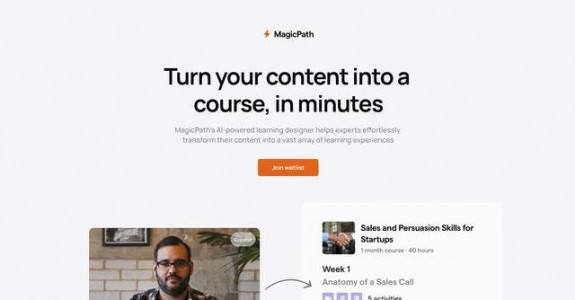 MagicPath
Turn your content into a
course, in minutes
MagicPath's AI-powered learning designer helps experts effortlessly
transform their content into a vast array of learning experiences
Join waitlist
Creator
Sales and Persuasion Skills for
Startups
1 month course · 40 hours
Week 1
Anatomy of a Sales Call
5 activities